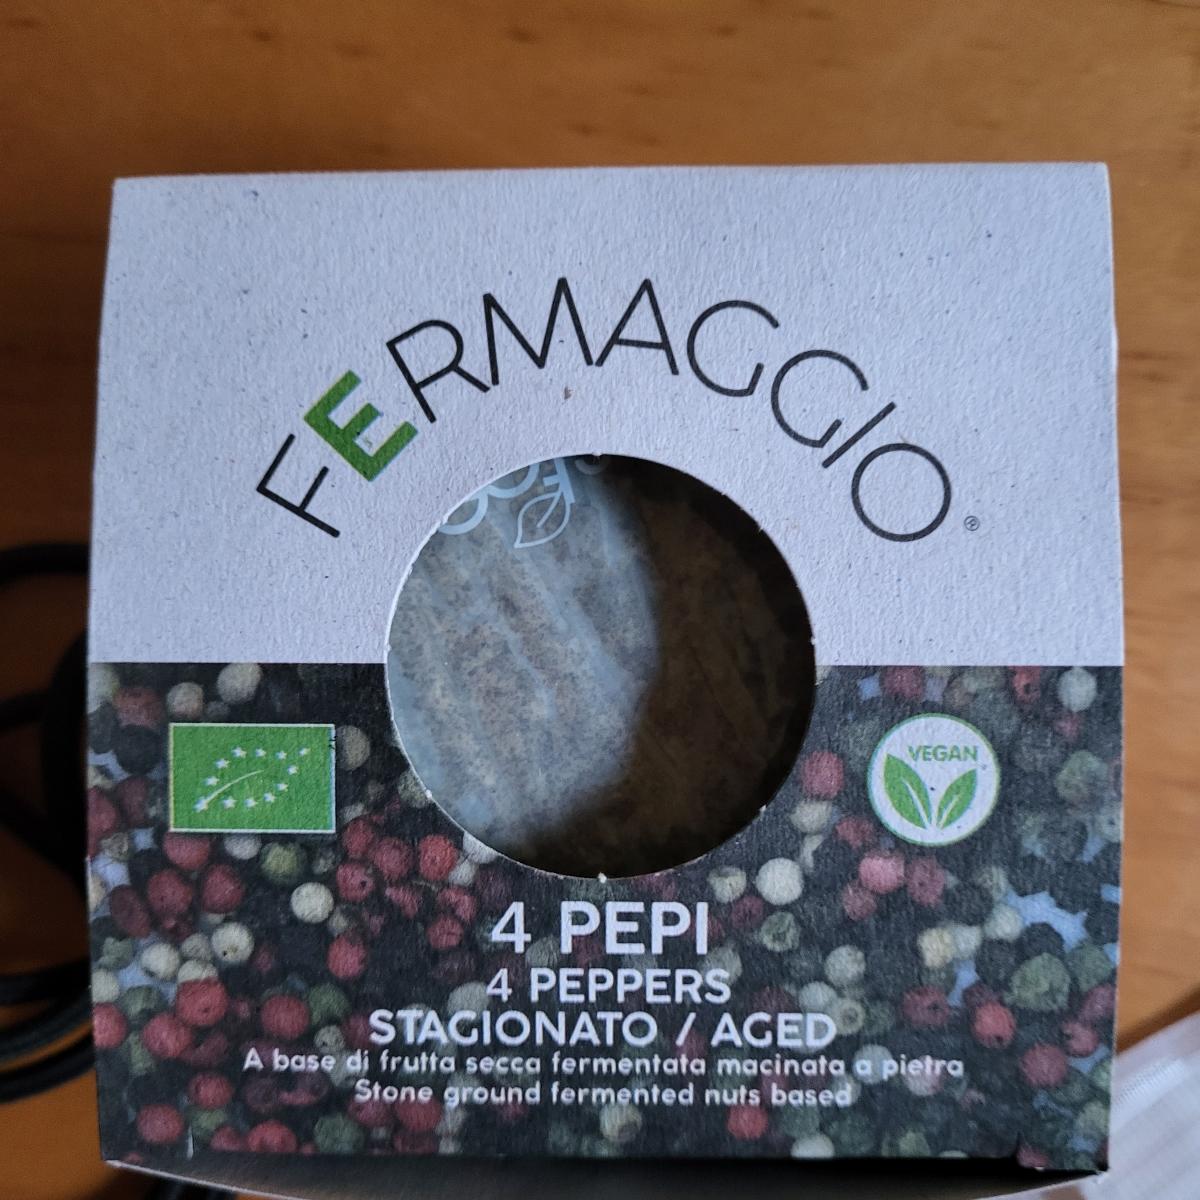 FERMAGGIO®
VEGAN
4 PEPI
4 PEPPERS
STAGIONATO / AGED
A base di frutta secca fermentata macinata a pietra
Stone ground fermented nuts based